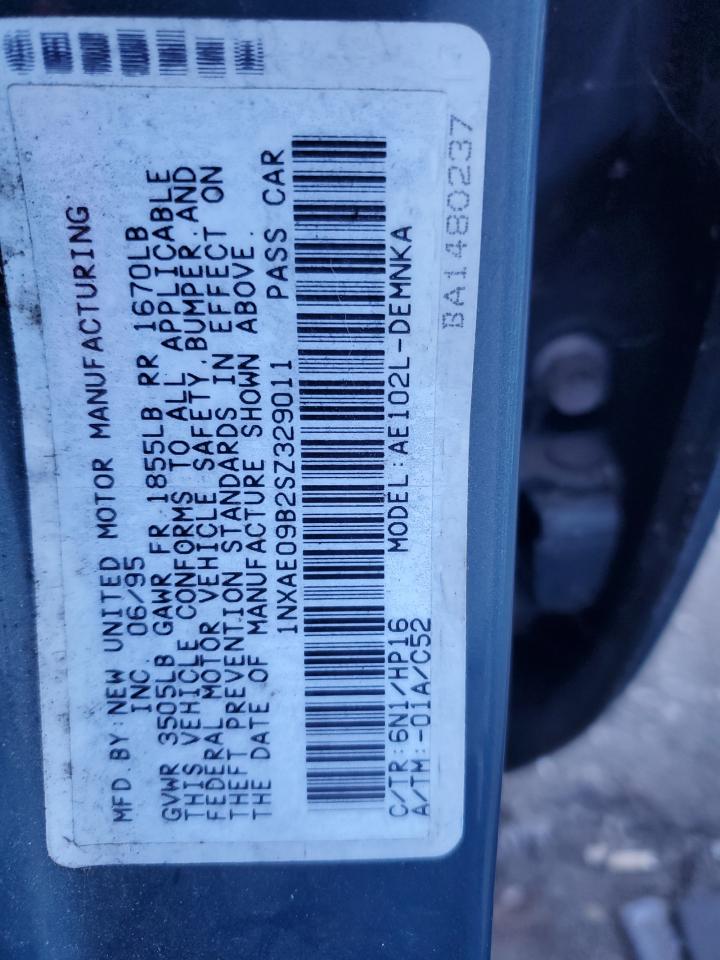 MFD. BY: NEW UNITED MOTOR MANUFACTURING
INC. 06/95
GVWR 3505LB GAWR FR 1855LB RR 1670LB
THIS VEHICLE CONFORMS TO ALL APPLICABLE
FEDERAL MOTOR VEHICLE SAFETY, BUMPER, AND
THEFT PREVENTION STANDARDS IN EFFECT ON
THE DATE OF MANUFACTURE SHOWN ABOVE.
1NXAE09B2SZ329011 PASS CAR
C/TR: 6N1/HP16 MODEL: AE102L-DEMNKA
A/TM: -01A/C52
BA1480237